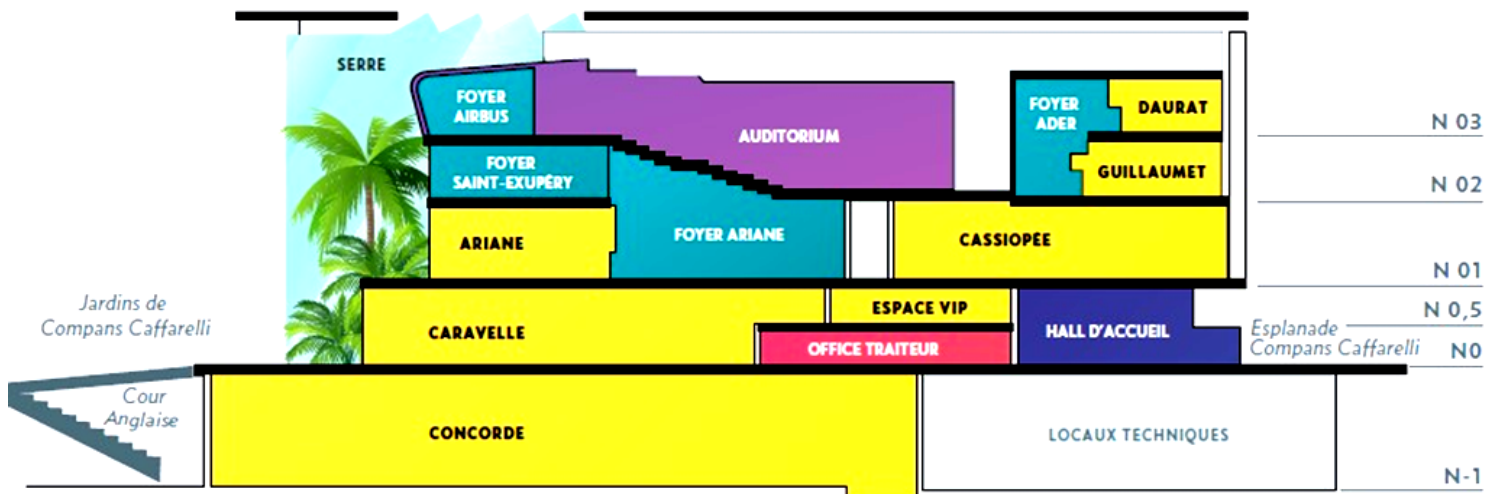 SERRE
FOYER
AIRBUS
AUDITORIUM
FOYER
ADER
DAURAT
N 03
FOYER
SAINT-EXUPÉRY
GUILLAUMET
N 02
ARIANE
FOYER ARIANE
CASSIOPÉE
N 01
Jardins de
Compans Caffarelli
CARAVELLE
ESPACE VIP
OFFICE TRAITEUR
HALL D'ACCUEIL
N 0,5
Esplanade
Compans Caffarelli
N0
Cour
Anglaise
CONCORDE
LOCAUX TECHNIQUES
N-1